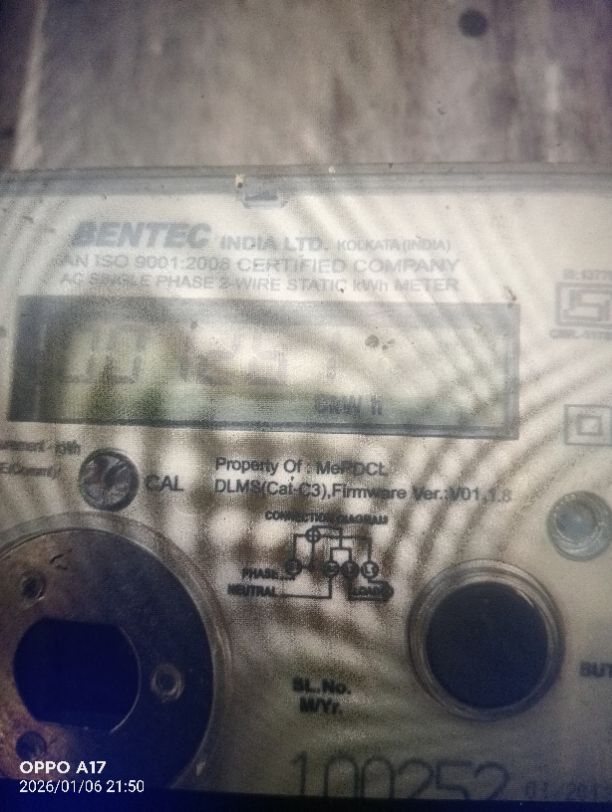 BENTEC INDIA LTD. KOLKATA (INDIA)
AN ISO 9001:2008 CERTIFIED COMPANY
AC SINGLE PHASE 2-WIRE STATIC kWh METER
CAL
Property Of : MePDCL
DLMS(Cat-C3),Firmware Ver.:V01.1.8
CONNECTION DIAGRAM
PHASE
NEUTRAL
LOAD
SL.No.
M/Yr.
100252
OPPO A17
2026/01/06 21:50